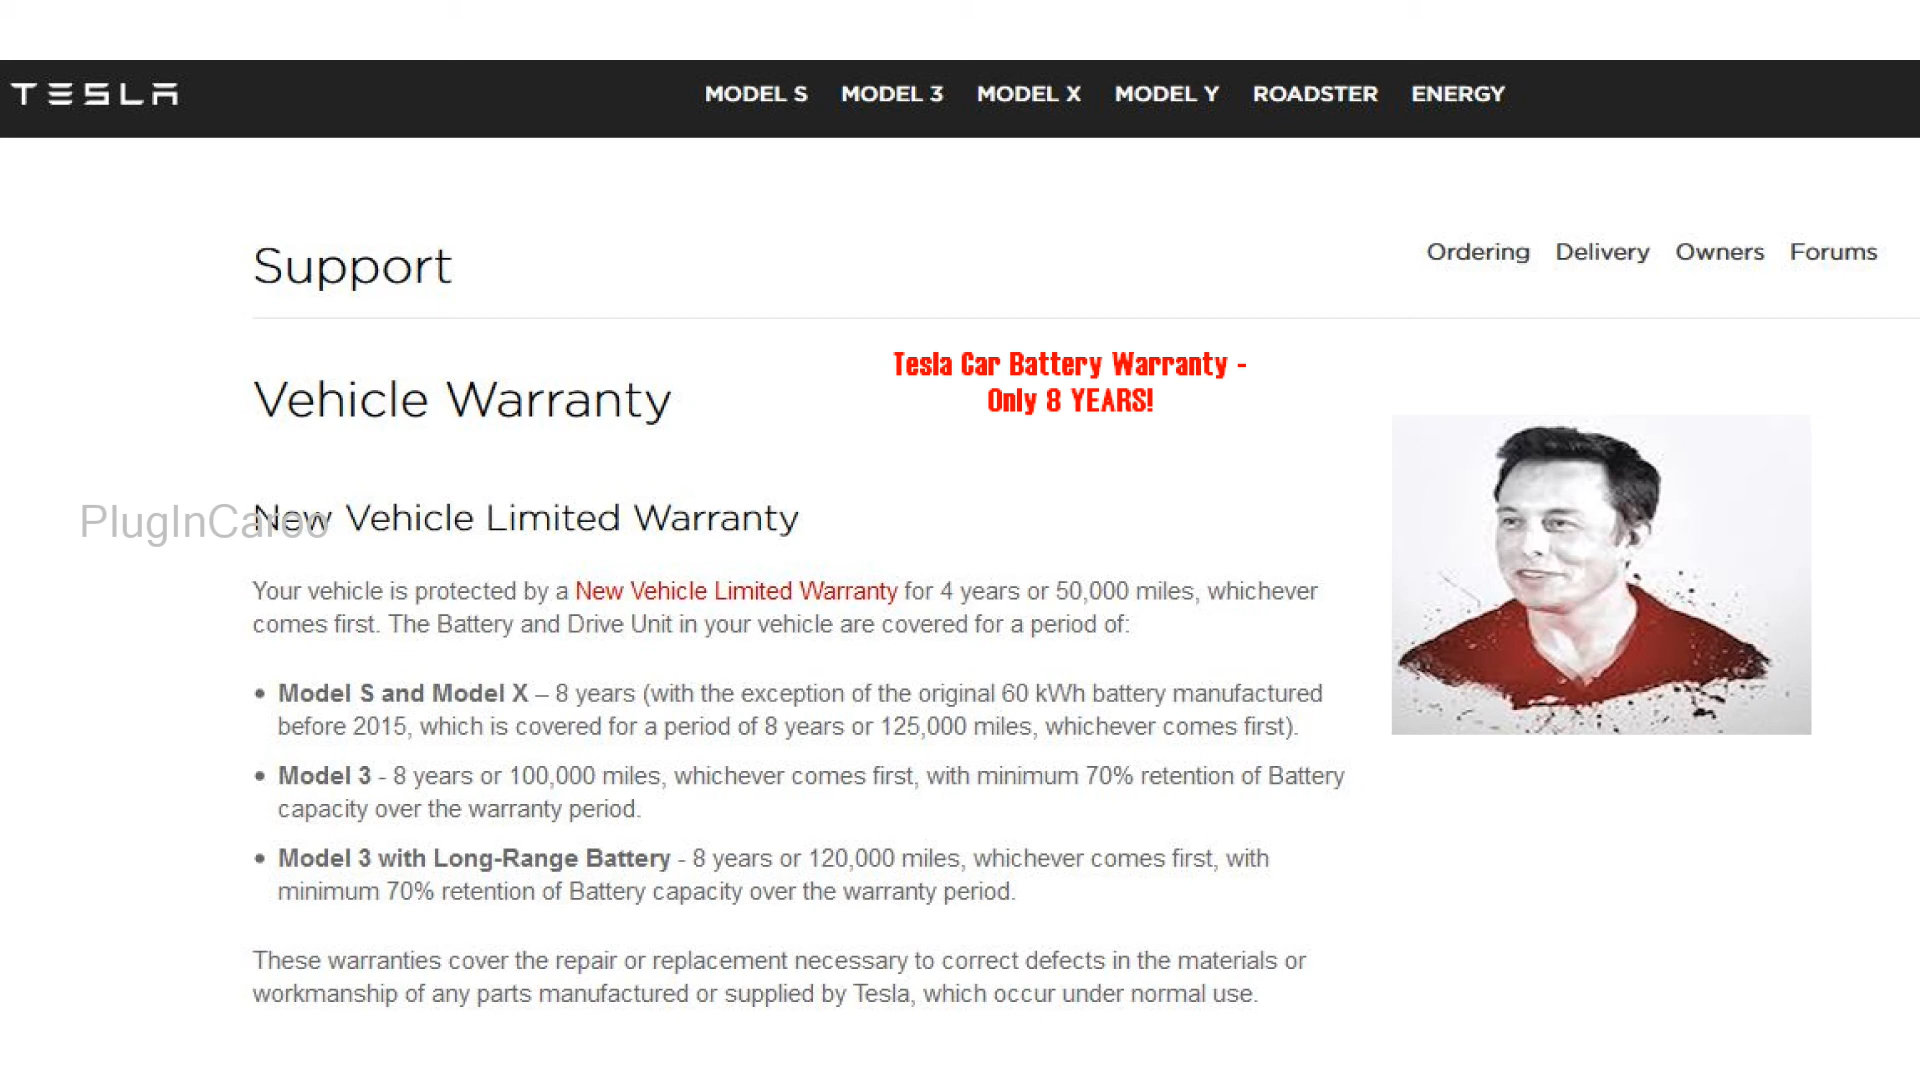 TESLA
MODEL S MODEL 3 MODEL X MODEL Y ROADSTER ENERGY
Support
Ordering Delivery Owners Forums
Tesla Car Battery Warranty -
Only 8 YEARS!
Vehicle Warranty
PlugInCaroo
New Vehicle Limited Warranty
Your vehicle is protected by a New Vehicle Limited Warranty for 4 years or 50,000 miles, whichever
comes first. The Battery and Drive Unit in your vehicle are covered for a period of:
• Model S and Model X – 8 years (with the exception of the original 60 kWh battery manufactured
before 2015, which is covered for a period of 8 years or 125,000 miles, whichever comes first).
• Model 3 - 8 years or 100,000 miles, whichever comes first, with minimum 70% retention of Battery
capacity over the warranty period.
• Model 3 with Long-Range Battery - 8 years or 120,000 miles, whichever comes first, with
minimum 70% retention of Battery capacity over the warranty period.
These warranties cover the repair or replacement necessary to correct defects in the materials or
workmanship of any parts manufactured or supplied by Tesla, which occur under normal use.